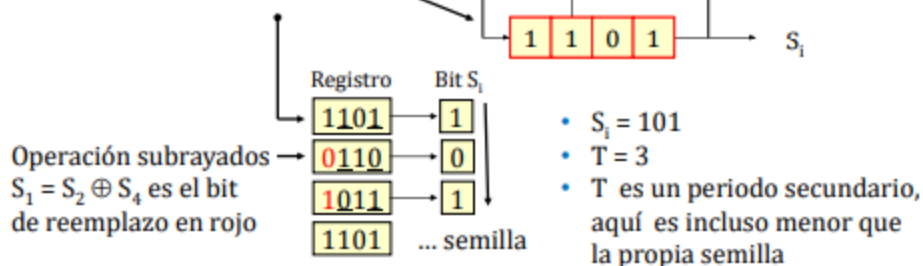 1 1 0 1
Sᵢ
Registro Bit Sᵢ
1101 1
0110 0
1011 1
1101 ... semilla
Operación subrayados
S₁ = S₂ ⊕ S₄ es el bit
de reemplazo en rojo
• Sᵢ = 101
• T = 3
• T es un periodo secundario,
aquí es incluso menor que
la propia semilla